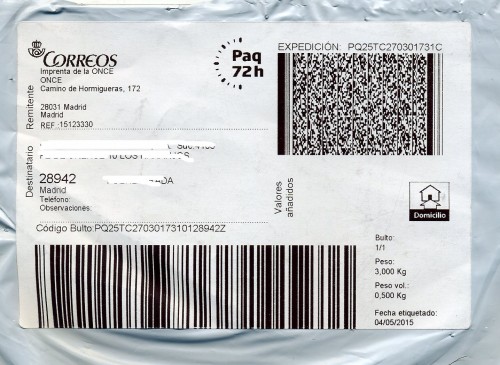 CORREOS
Paq
72h
EXPEDICIÓN: PQ25TC270301731C
Remitente
Imprenta de la ONCE
ONCE
Camino de Hormigueras, 172
28031 Madrid
Madrid
REF.:15123330
Destinatario
28942
Madrid
Teléfono:
Observaciones:
Valores
añadidos
Domicilio
Código Bulto:PQ25TC2703017310128942Z
Bulto:
1/1
Peso:
3,000 Kg
Peso vol.:
0,500 Kg
Fecha etiquetado:
04/05/2015